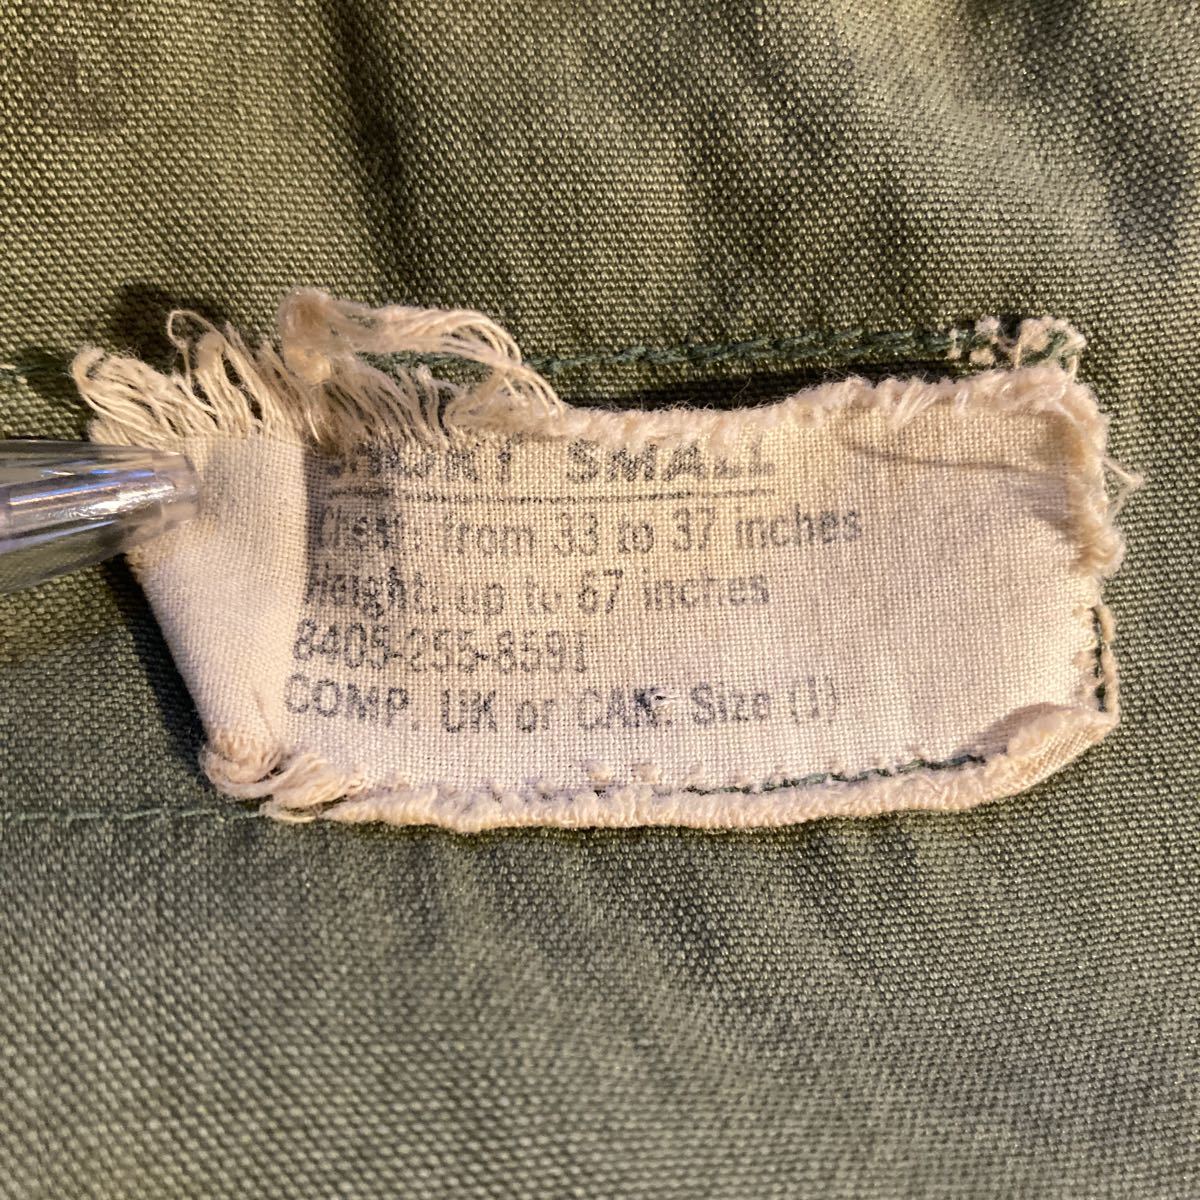 SHORT SMALL
Chest: from 33 to 37 inches
Height: up to 67 inches
8405-255-8591
COMP. UK or CAN. Size (1)